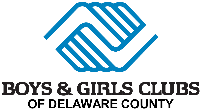 BOYS & GIRLS CLUBS
OF DELAWARE COUNTY